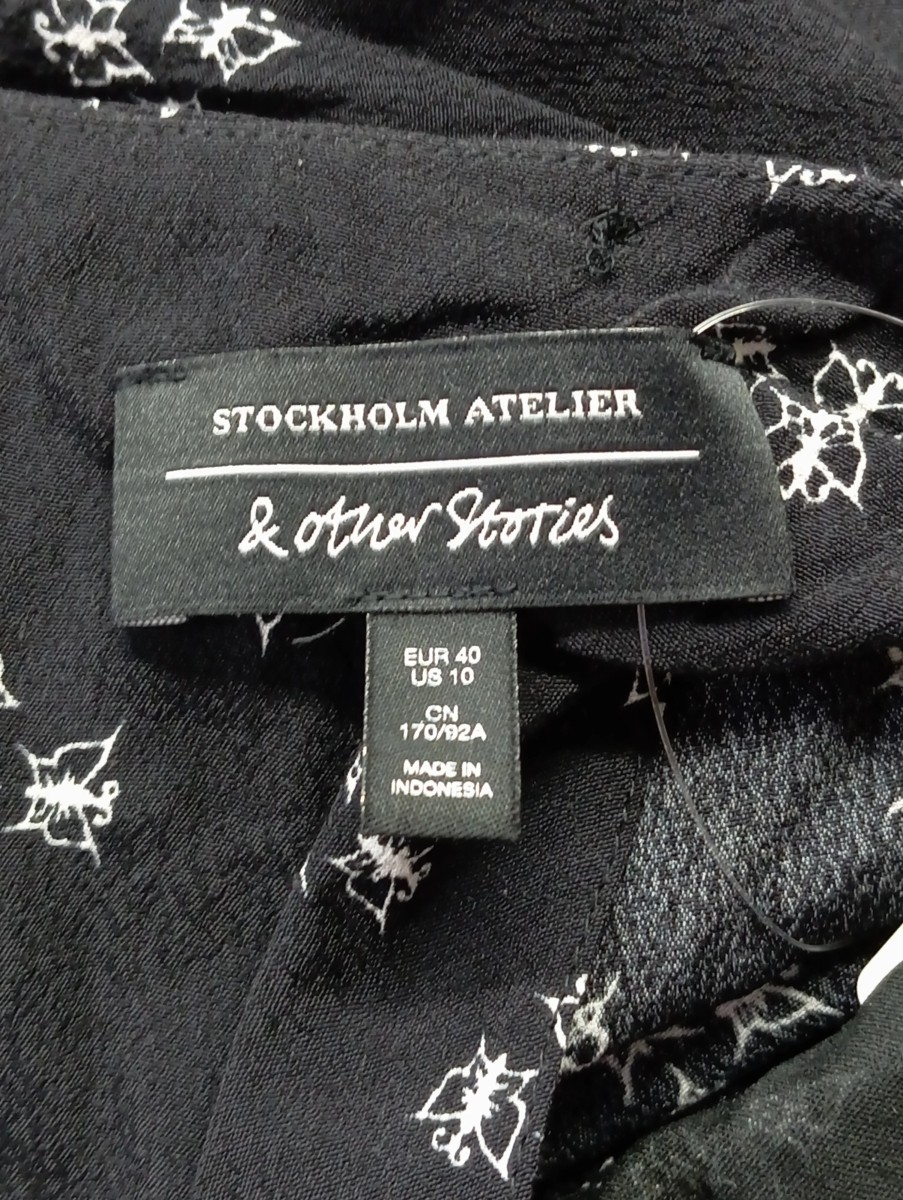 STOCKHOLM ATELIER
& other Stories
EUR 40
US 10
CN
170/92A
MADE IN
INDONESIA